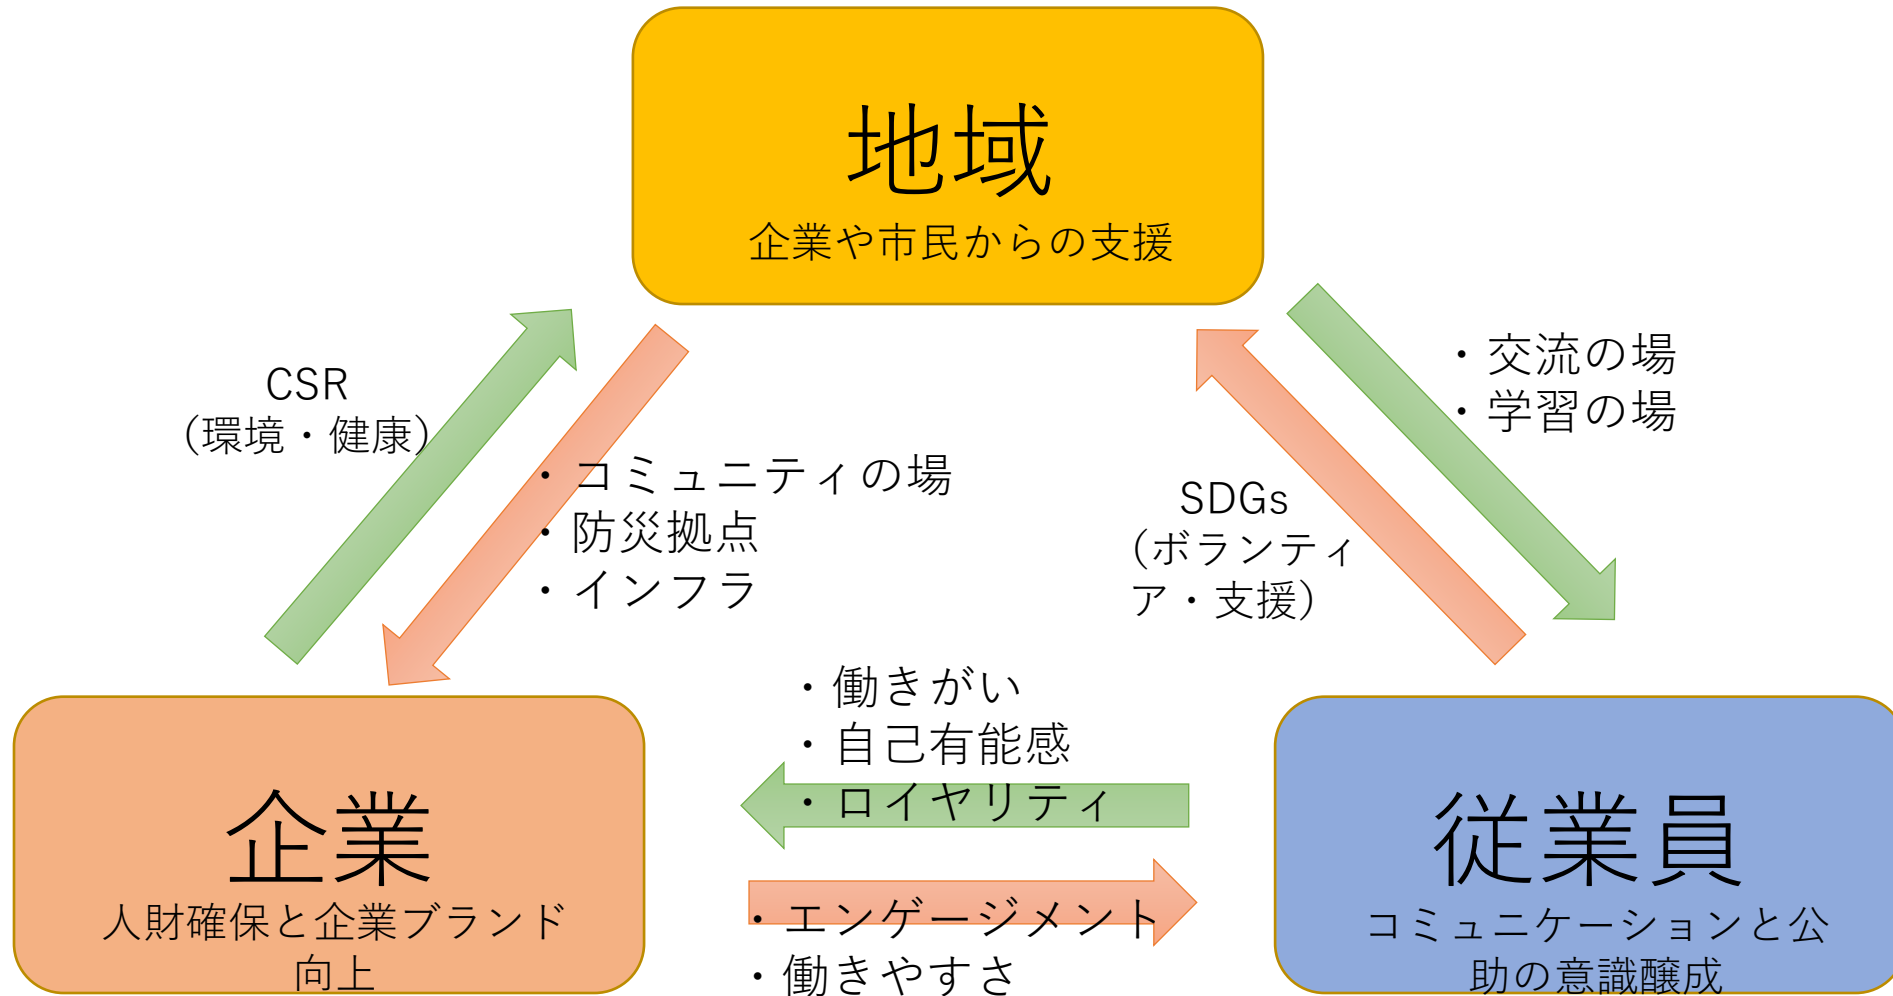 地域
企業や市民からの支援
CSR
（環境・健康）
・コミュニティの場
・防災拠点
・インフラ
・交流の場
・学習の場
SDGs
（ボランティ
ア・支援）
・働きがい
・自己有能感
・ロイヤリティ
・エンゲージメント
・働きやすさ
企業
人財確保と企業ブランド
向上
従業員
コミュニケーションと公
助の意識醸成